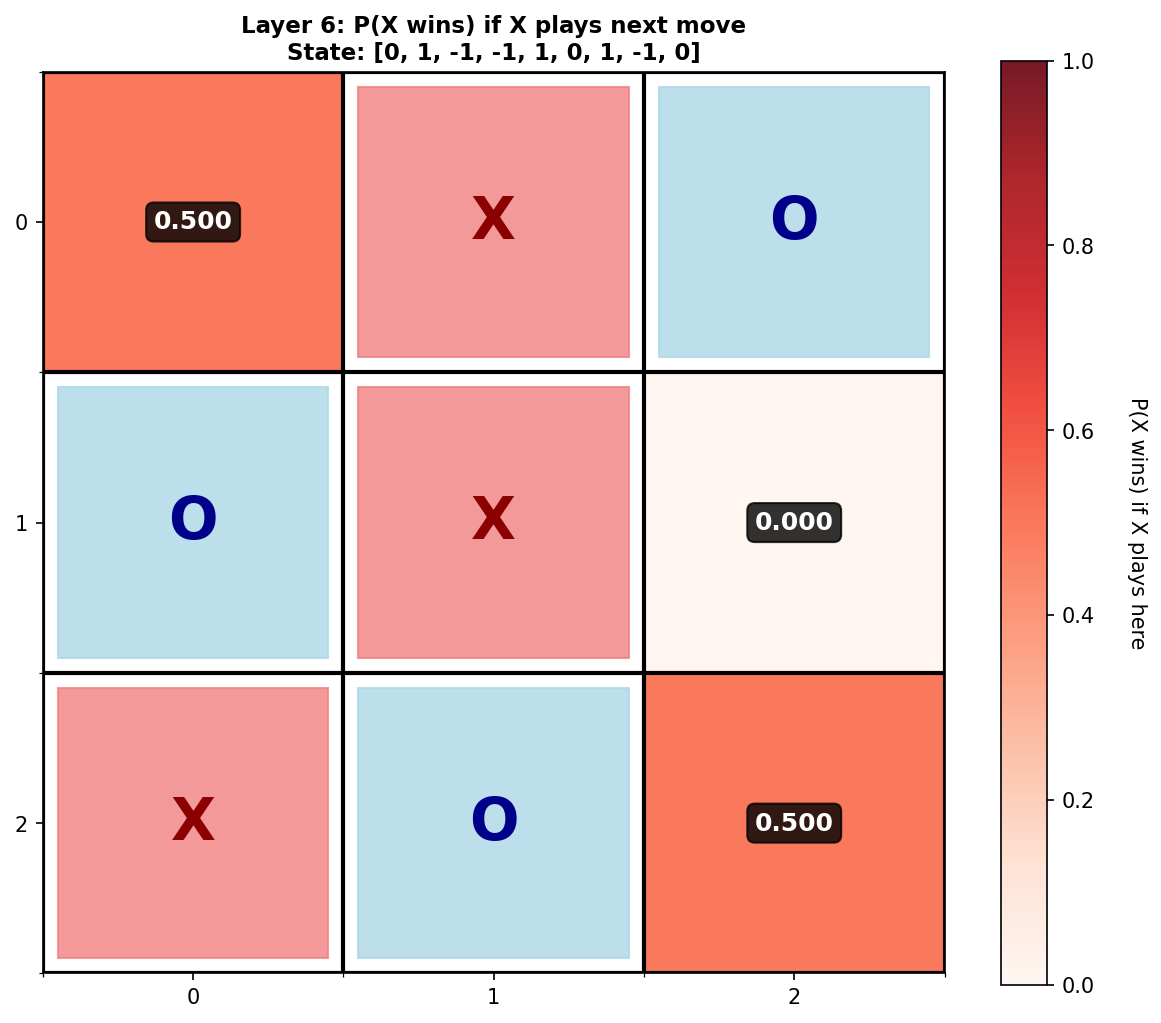 Layer 6: P(X wins) if X plays next move
State: [0, 1, -1, -1, 1, 0, 1, -1, 0]
0
0.500
X
O
1
O
X
0.000
2
X
O
0.500
0
1
2
1.0
0.8
0.6
0.4
0.2
0.0
P(X wins) if X plays here